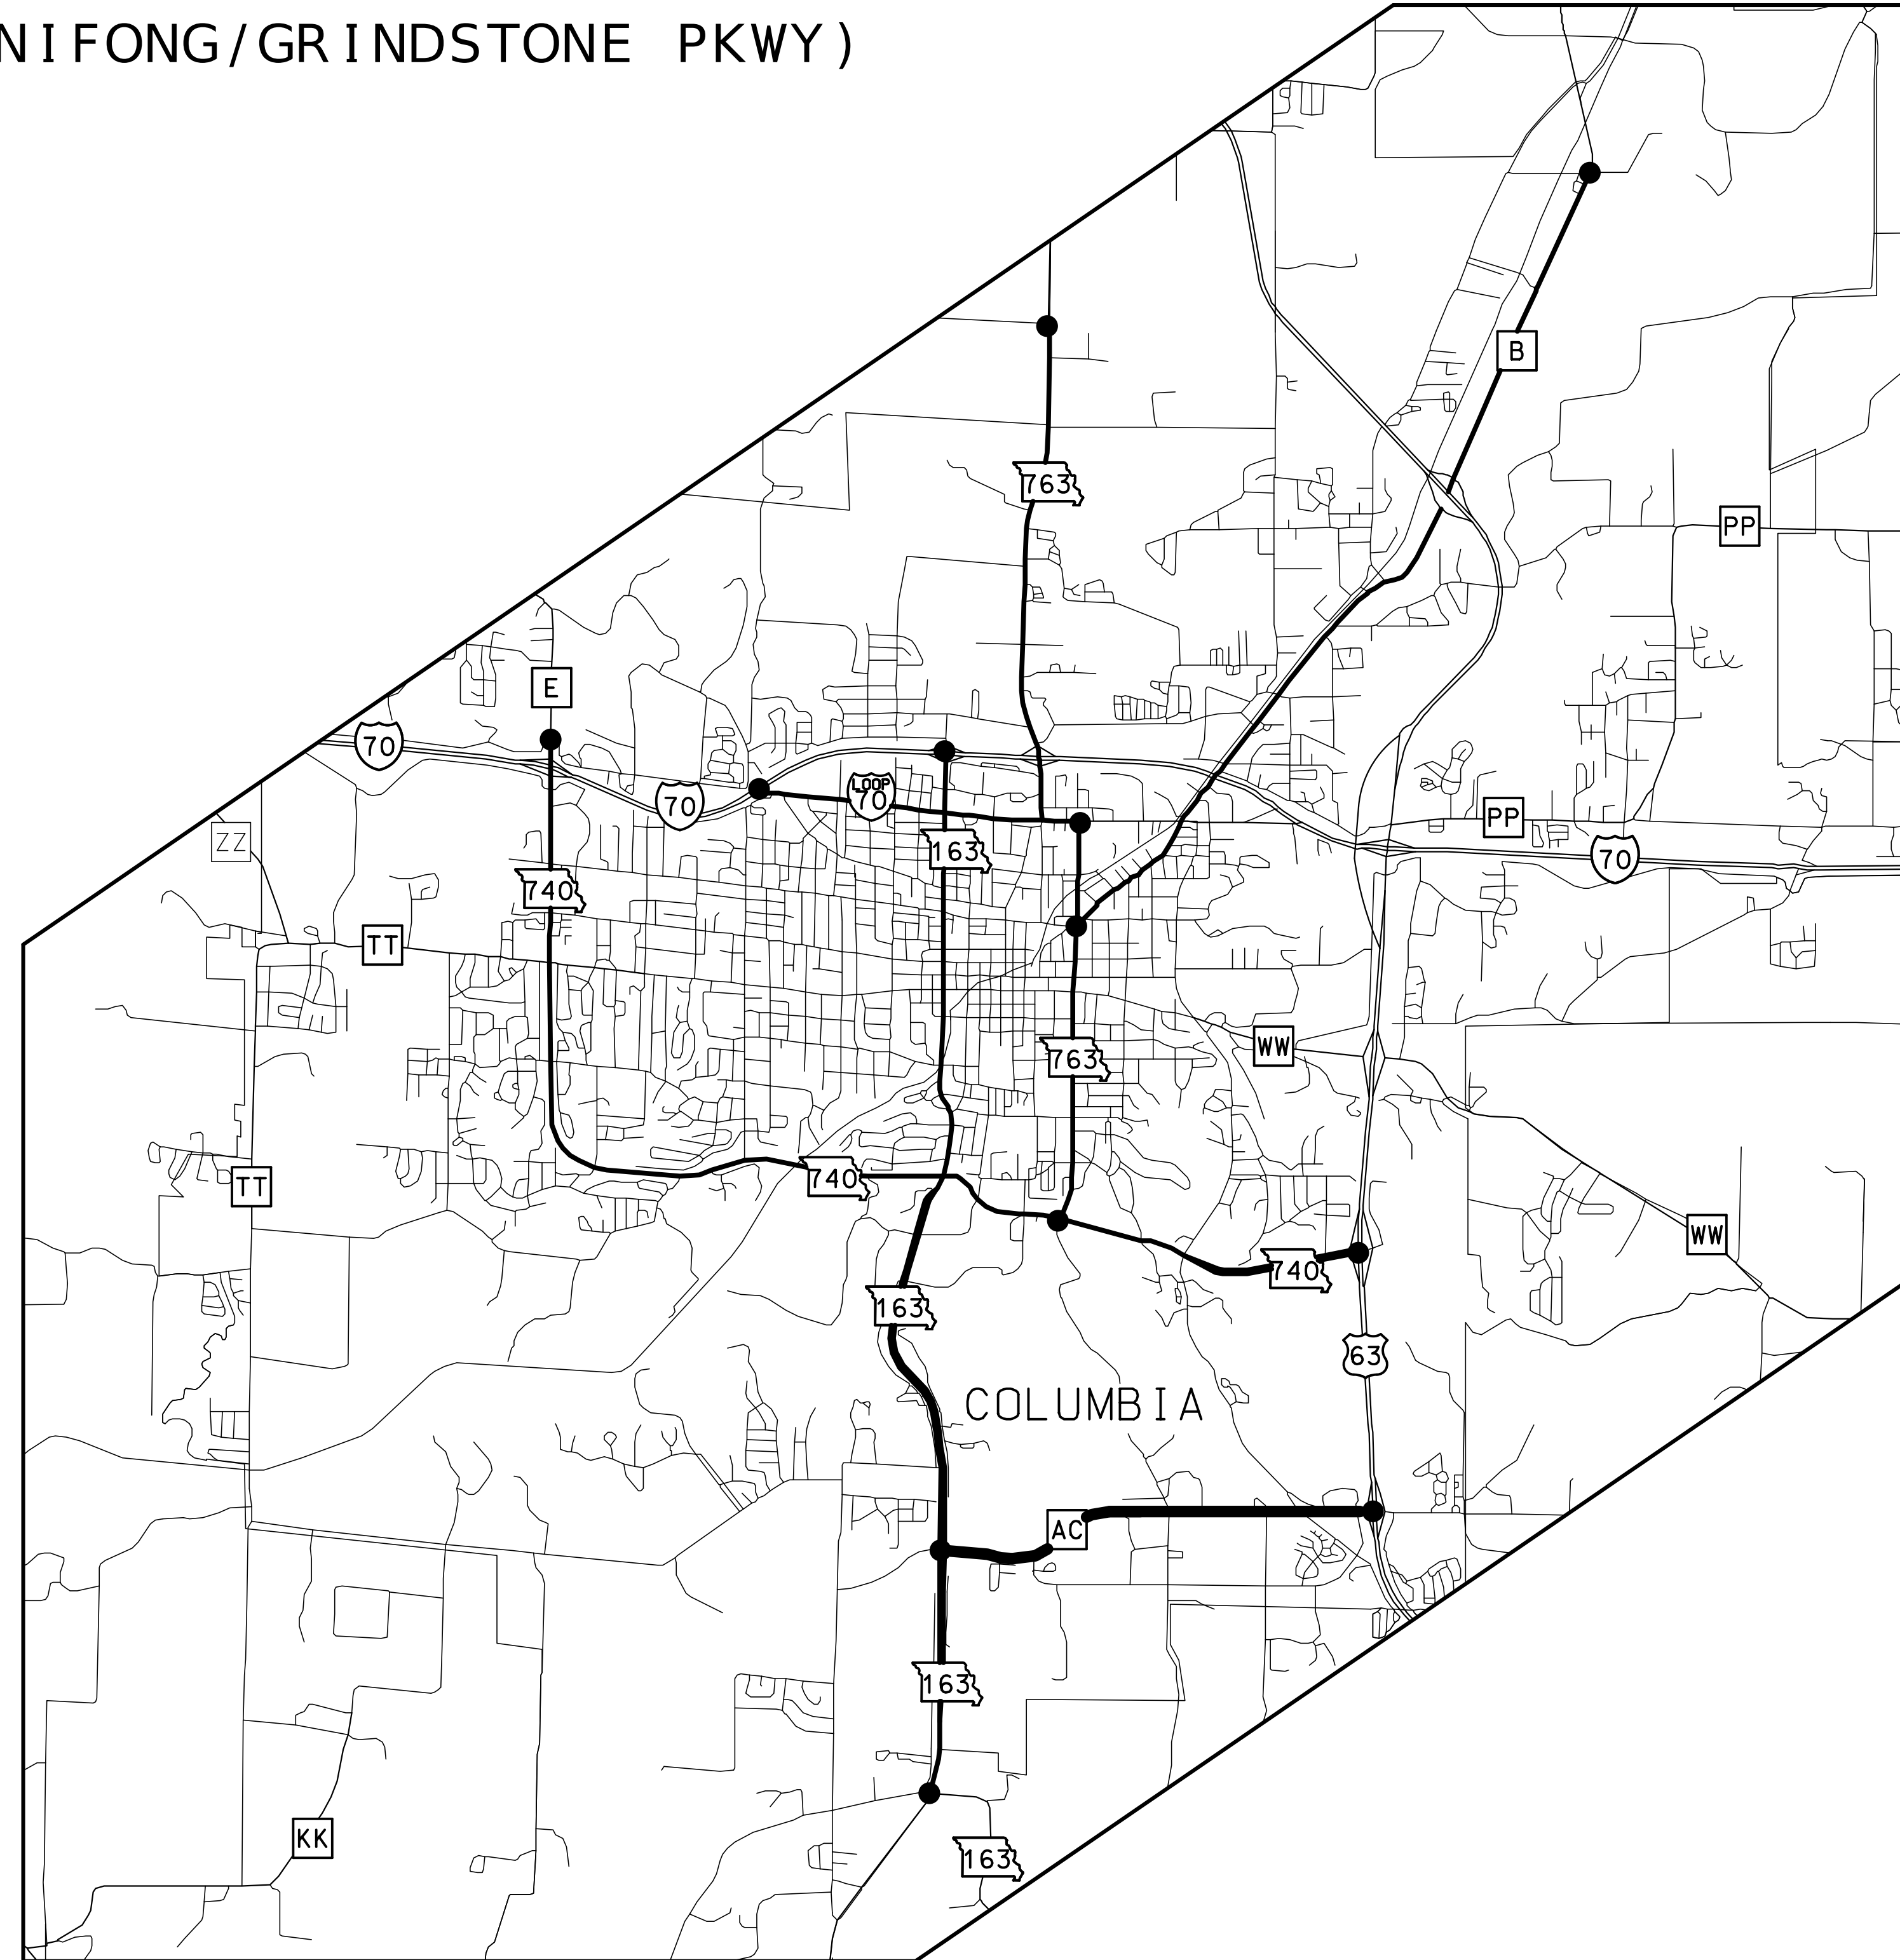 NIFONG/GRINDSTONE PKWY)
B
763
PP
E
70
70
LOOP
70
PP
ZZ
163
70
740
TT
WW
763
740
TT
WW
740
163
63
COLUMBIA
AC
163
KK
163